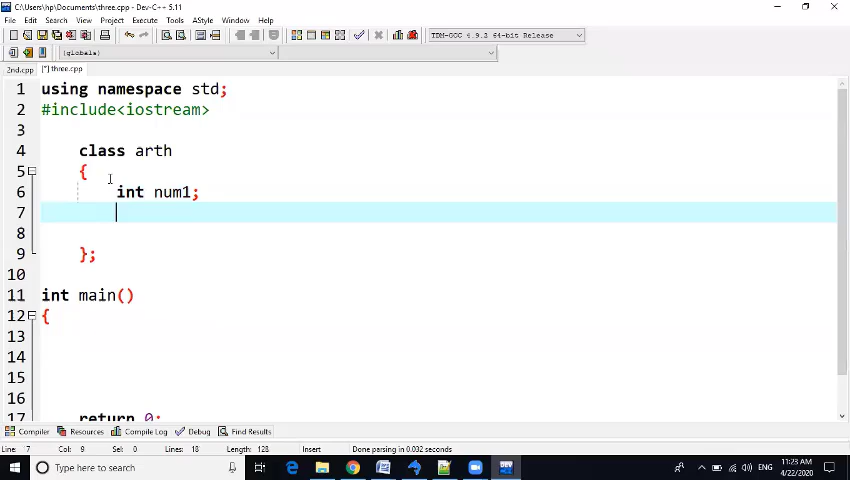 C:\Users\hp\Documents\three.cpp - Dev-C++ 5.11
File Edit Search View Project Execute Tools AStyle Window Help
TDM-GCC 4.9.2 64-bit Release
(globals)
2nd.cpp [*] three.cpp
1 using namespace std;
2 #include<iostream>
3
4 class arth
5 {
6 int num1;
7
8
9 };
10
11 int main()
12 {
13
14
15
16
17 return 0;
Compiler Resources Compile Log Debug Find Results
Line: 7 Col: 9 Sel: 0 Lines: 18 Length: 128 Insert Done parsing in 0.032 seconds
Type here to search DEV ENG 11:23 AM
4/22/2020